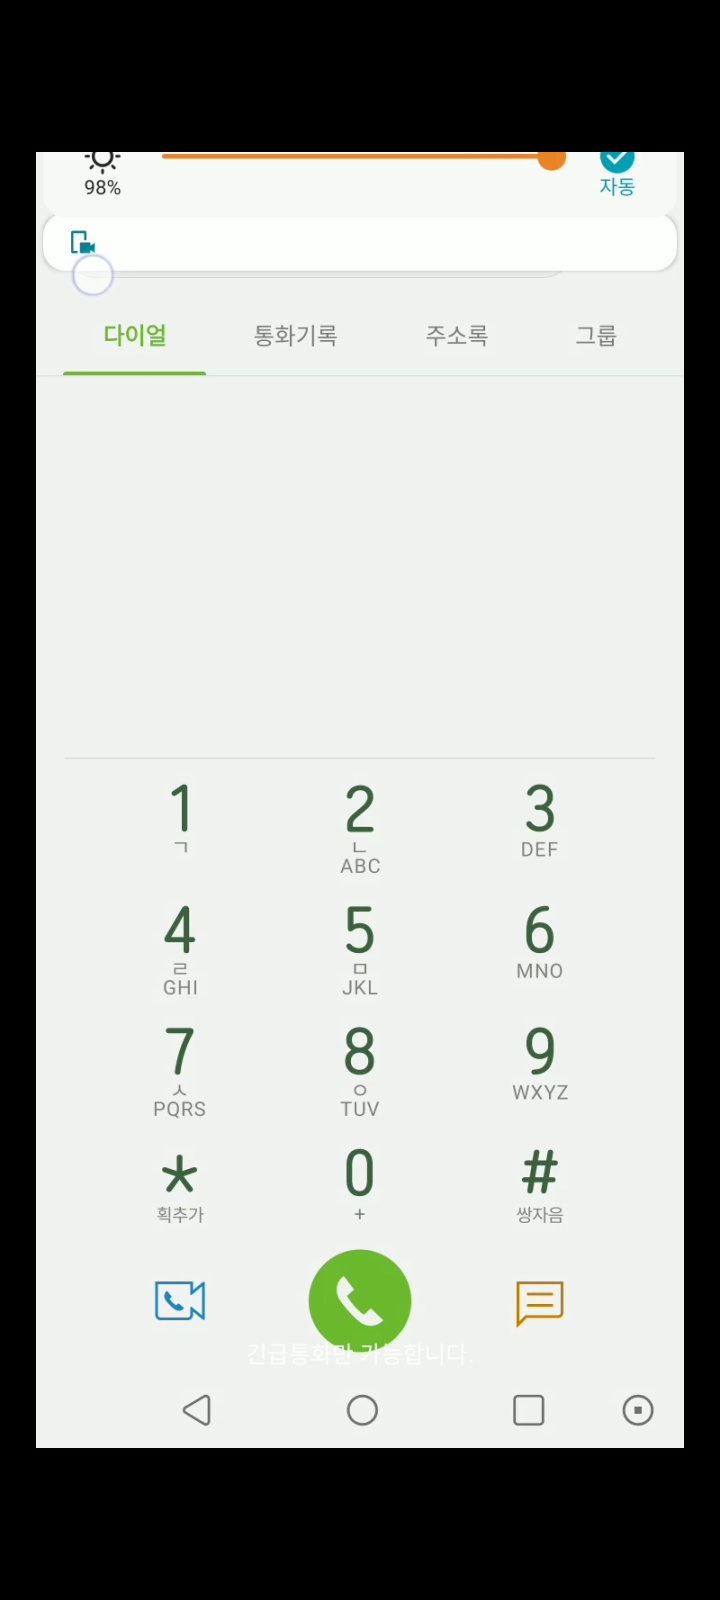 98%
자동
다이얼 통화기록 주소록 그룹
1 2 3
ㄱ ㄴ DEF
ABC
4 5 6
ㄹ ㅁ MNO
GHI JKL
7 8 9
ㅅ ㅇ WXYZ
PQRS TUV
* 0 #
획추가 + 쌍자음
긴급통화만 가능합니다.